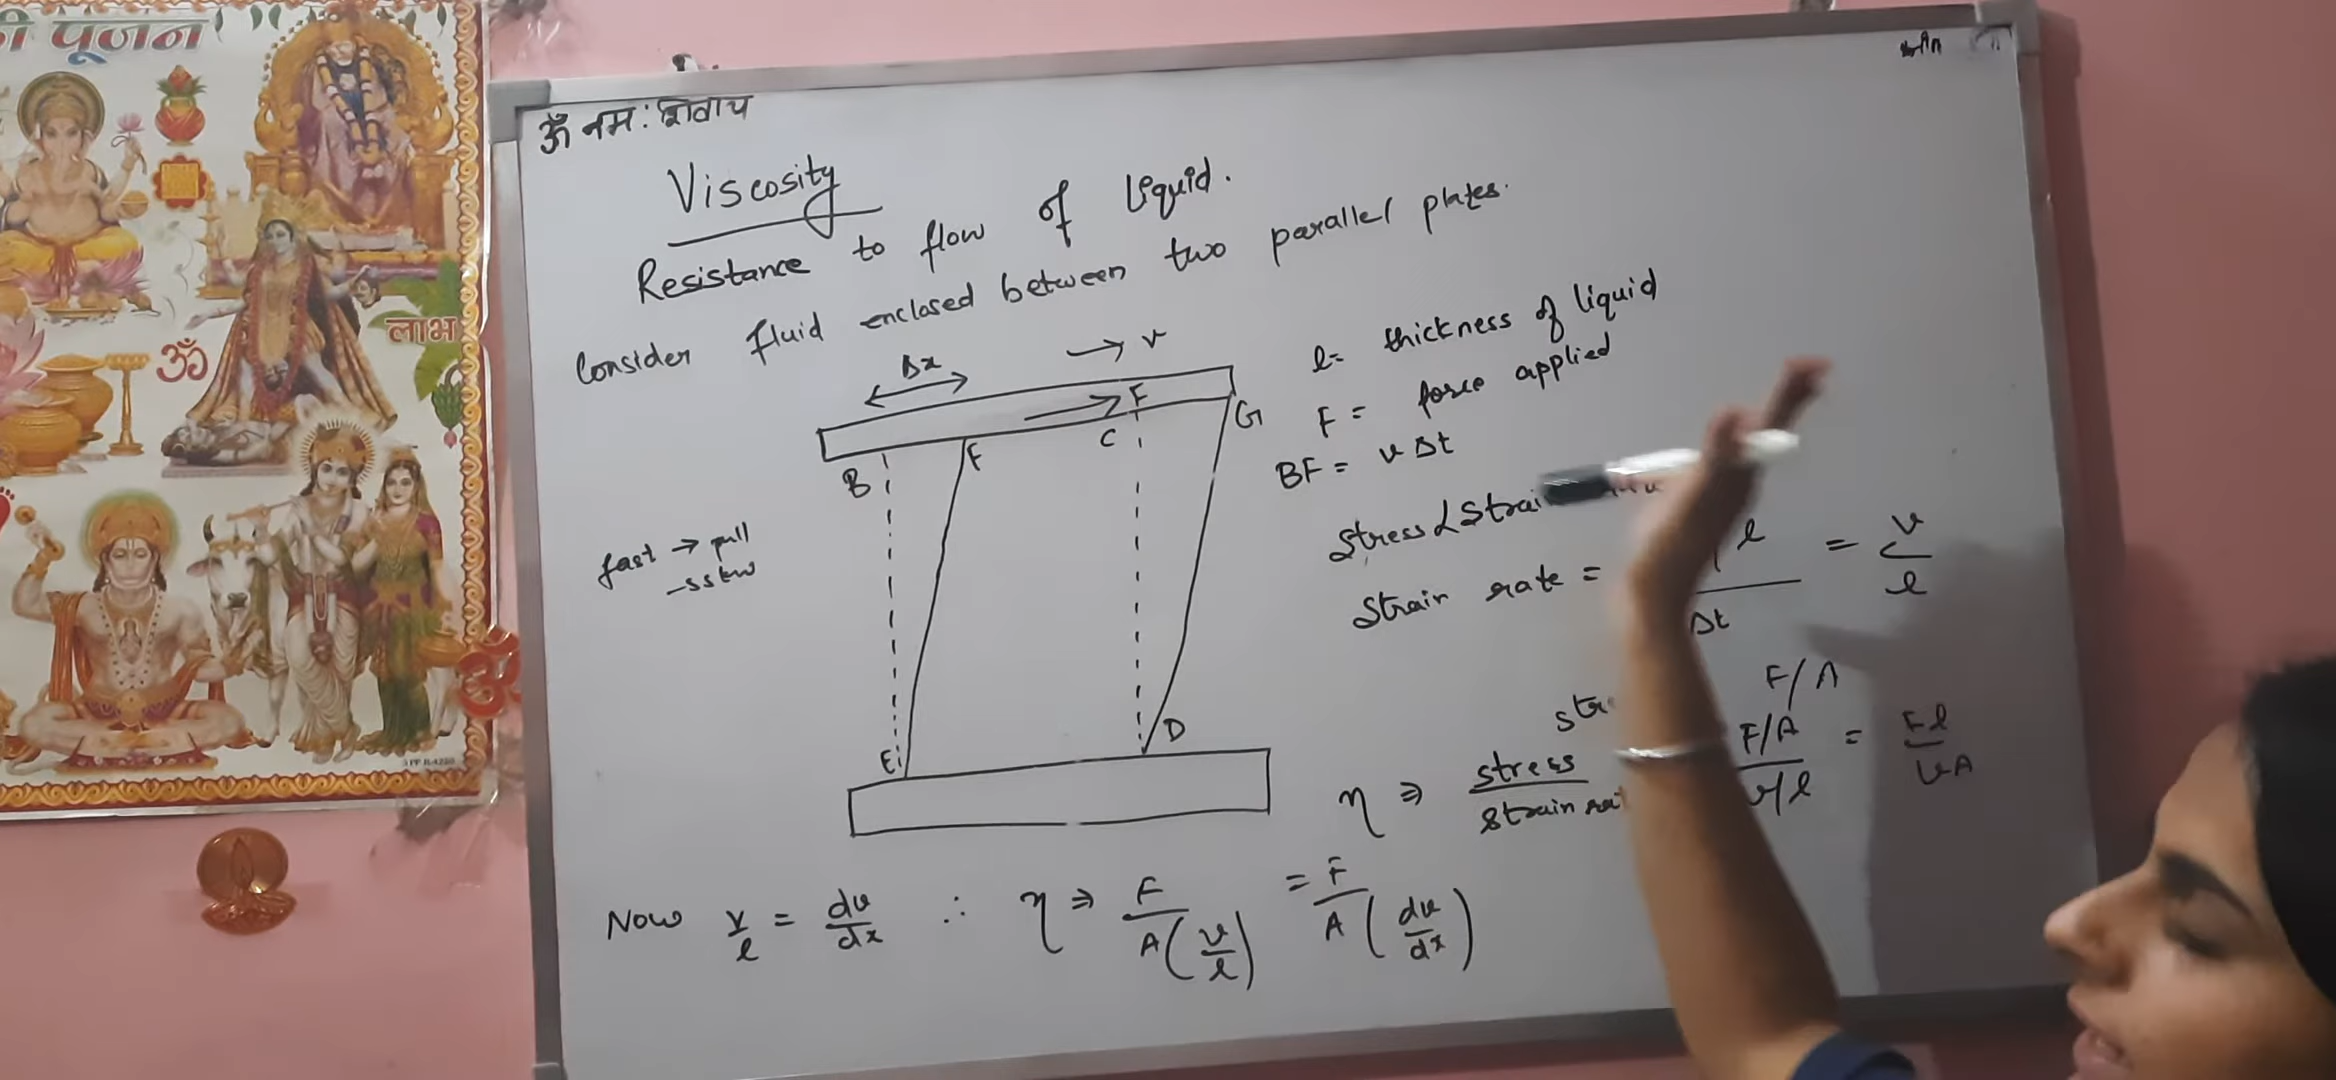 की पूजन
लाभ
ॐ
ॐ
ॐ नमः शिवाय
Viscosity
Resistance to flow of liquid.
Consider fluid enclosed between two parallel plates.
Δx
→ v
F
B F C G
E D
fast → pull
l = thickness of liquid
F = force applied
BF = v Δt
Stress ∝ Strai
Strain rate = l / Δt = v / l
F/A
η ⇒ stress / strain ra F/A / v/l = Fl / vA
Now v/l = dv/dx ∴ η ⇒ F / A(v/l) = F / A(dv/dx)